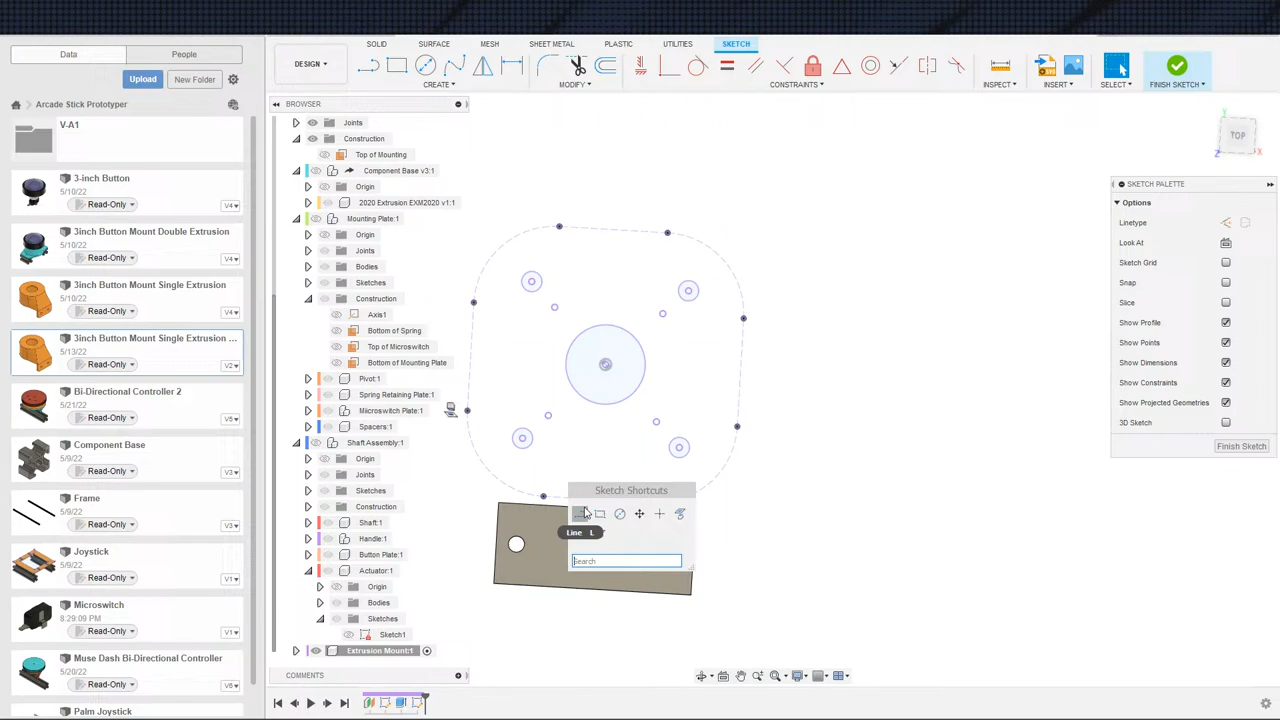 Data
People
Upload
New Folder
Arcade Stick Prototyper
V-A1
3-inch Button
5/10/22
Read-Only
V4
3inch Button Mount Double Extrusion
5/10/22
Read-Only
V4
3inch Button Mount Single Extrusion
5/10/22
Read-Only
V4
3inch Button Mount Single Extrusion ...
5/13/22
Read-Only
V2
Bi-Directional Controller 2
5/21/22
Read-Only
V5
Component Base
5/9/22
Read-Only
V3
Frame
5/9/22
Read-Only
V1
Joystick
5/9/22
Read-Only
V1
Microswitch
8:29:09 PM
Read-Only
V1
Muse Dash Bi-Directional Controller
5/20/22
Read-Only
V6
Palm Joystick
DESIGN
SOLID
SURFACE
MESH
SHEET METAL
PLASTIC
UTILITIES
SKETCH
CREATE
MODIFY
CONSTRAINTS
INSPECT
INSERT
SELECT
FINISH SKETCH
BROWSER
Joints
Construction
Top of Mounting
Component Base v3:1
Origin
2020 Extrusion EXM2020 v1:1
Mounting Plate:1
Origin
Joints
Bodies
Sketches
Construction
Axis1
Bottom of Spring
Top of Microswitch
Bottom of Mounting Plate
Pivot:1
Spring Retaining Plate:1
Miicroswitch Plate:1
Spacers:1
Shaft Assembly:1
Origin
Joints
Sketches
Construction
Shaft:1
Handle:1
Button Plate:1
Actuator:1
Origin
Bodies
Sketches
Sketch1
Extrusion Mount:1
COMMENTS
Sketch Shortcuts
Line L
Search
Y
TOP
Z
X
SKETCH PALETTE
Options
Linetype
Look At
Sketch Grid
Snap
Slice
Show Profile
Show Points
Show Dimensions
Show Constraints
Show Projected Geometries
3D Sketch
Finish Sketch